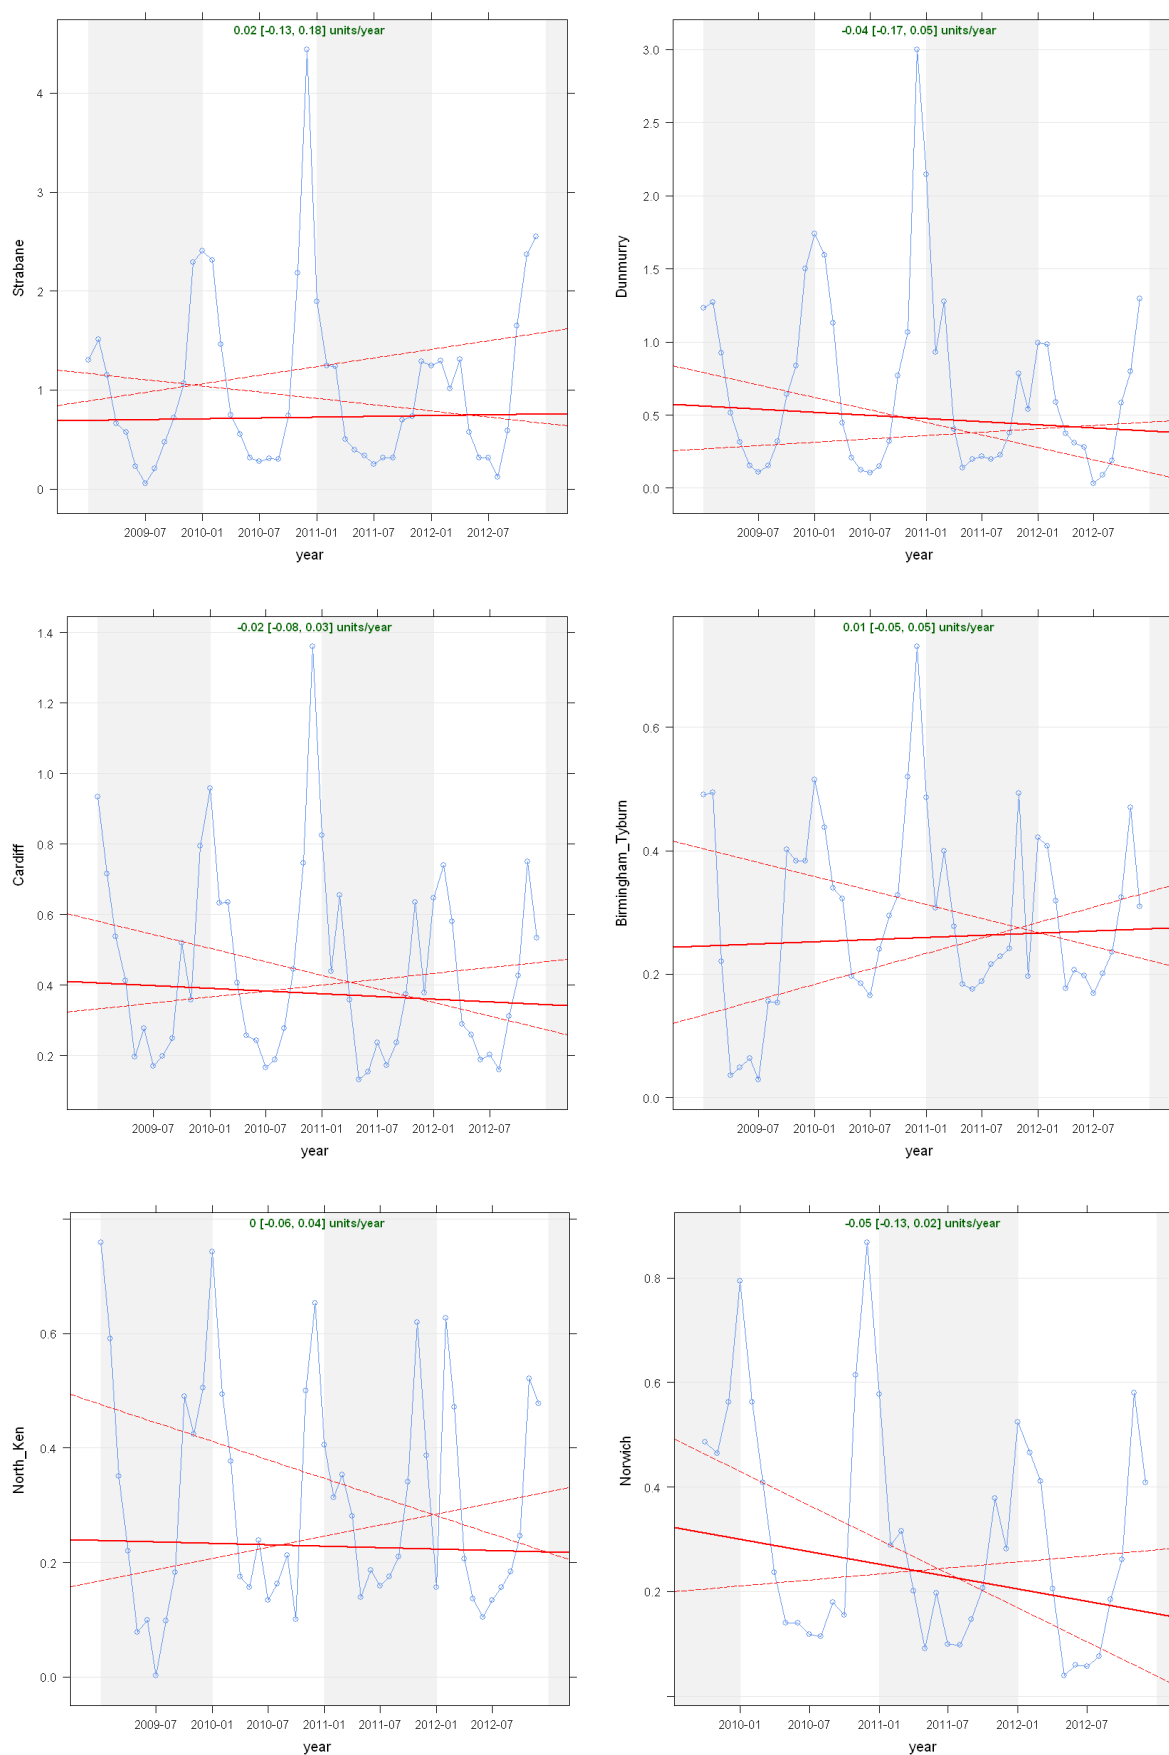 0.02 [-0.13, 0.18] units/year
Strabane
4
3
2
1
0
2009-07 2010-01 2010-07 2011-01 2011-07 2012-01 2012-07
year
-0.04 [-0.17, 0.05] units/year
Dunmurry
3.0
2.5
2.0
1.5
1.0
0.5
0.0
2009-07 2010-01 2010-07 2011-01 2011-07 2012-01 2012-07
year
-0.02 [-0.08, 0.03] units/year
Cardiff
1.4
1.2
1.0
0.8
0.6
0.4
0.2
2009-07 2010-01 2010-07 2011-01 2011-07 2012-01 2012-07
year
0.01 [-0.05, 0.05] units/year
Birmingham_Tyburn
0.6
0.4
0.2
0.0
2009-07 2010-01 2010-07 2011-01 2011-07 2012-01 2012-07
year
0 [-0.06, 0.04] units/year
North_Ken
0.6
0.4
0.2
0.0
2009-07 2010-01 2010-07 2011-01 2011-07 2012-01 2012-07
year
-0.05 [-0.13, 0.02] units/year
Norwich
0.8
0.6
0.4
0.2
2010-01 2010-07 2011-01 2011-07 2012-01 2012-07
year